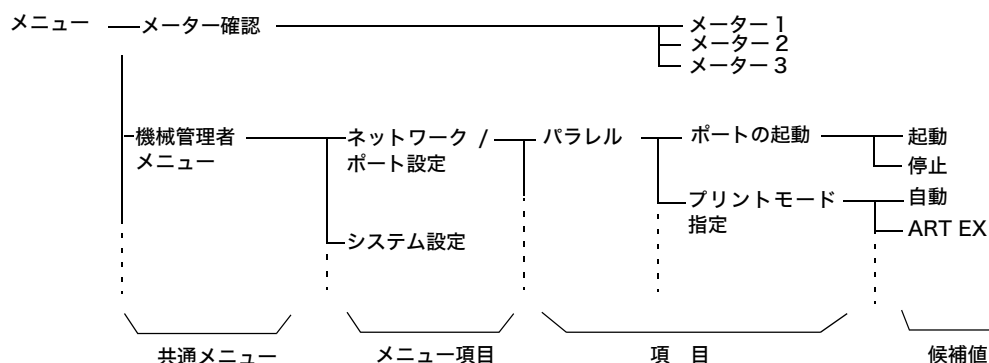 メニュー メーター確認 メーター 1
メーター 2
メーター 3
機械管理者 ネットワーク / パラレル ポートの起動 起動
メニュー ポート設定 停止
プリントモード 自動
指定 ART EX
システム設定
共通メニュー メニュー項目 項 目 候補値